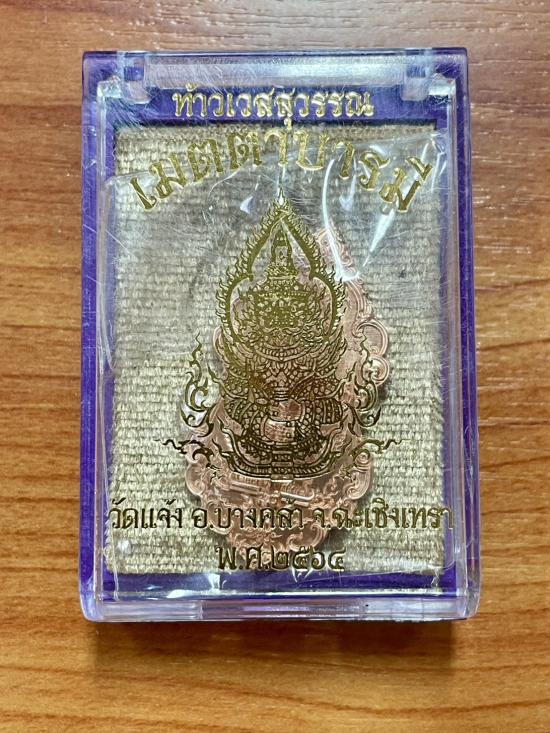 ท้าวเวสสุวรรณ
เมตตาบารมี
วัดแจ้ง อ.บางคล้า จ.ฉะเชิงเทรา
พ.ศ.๒๕๖๔